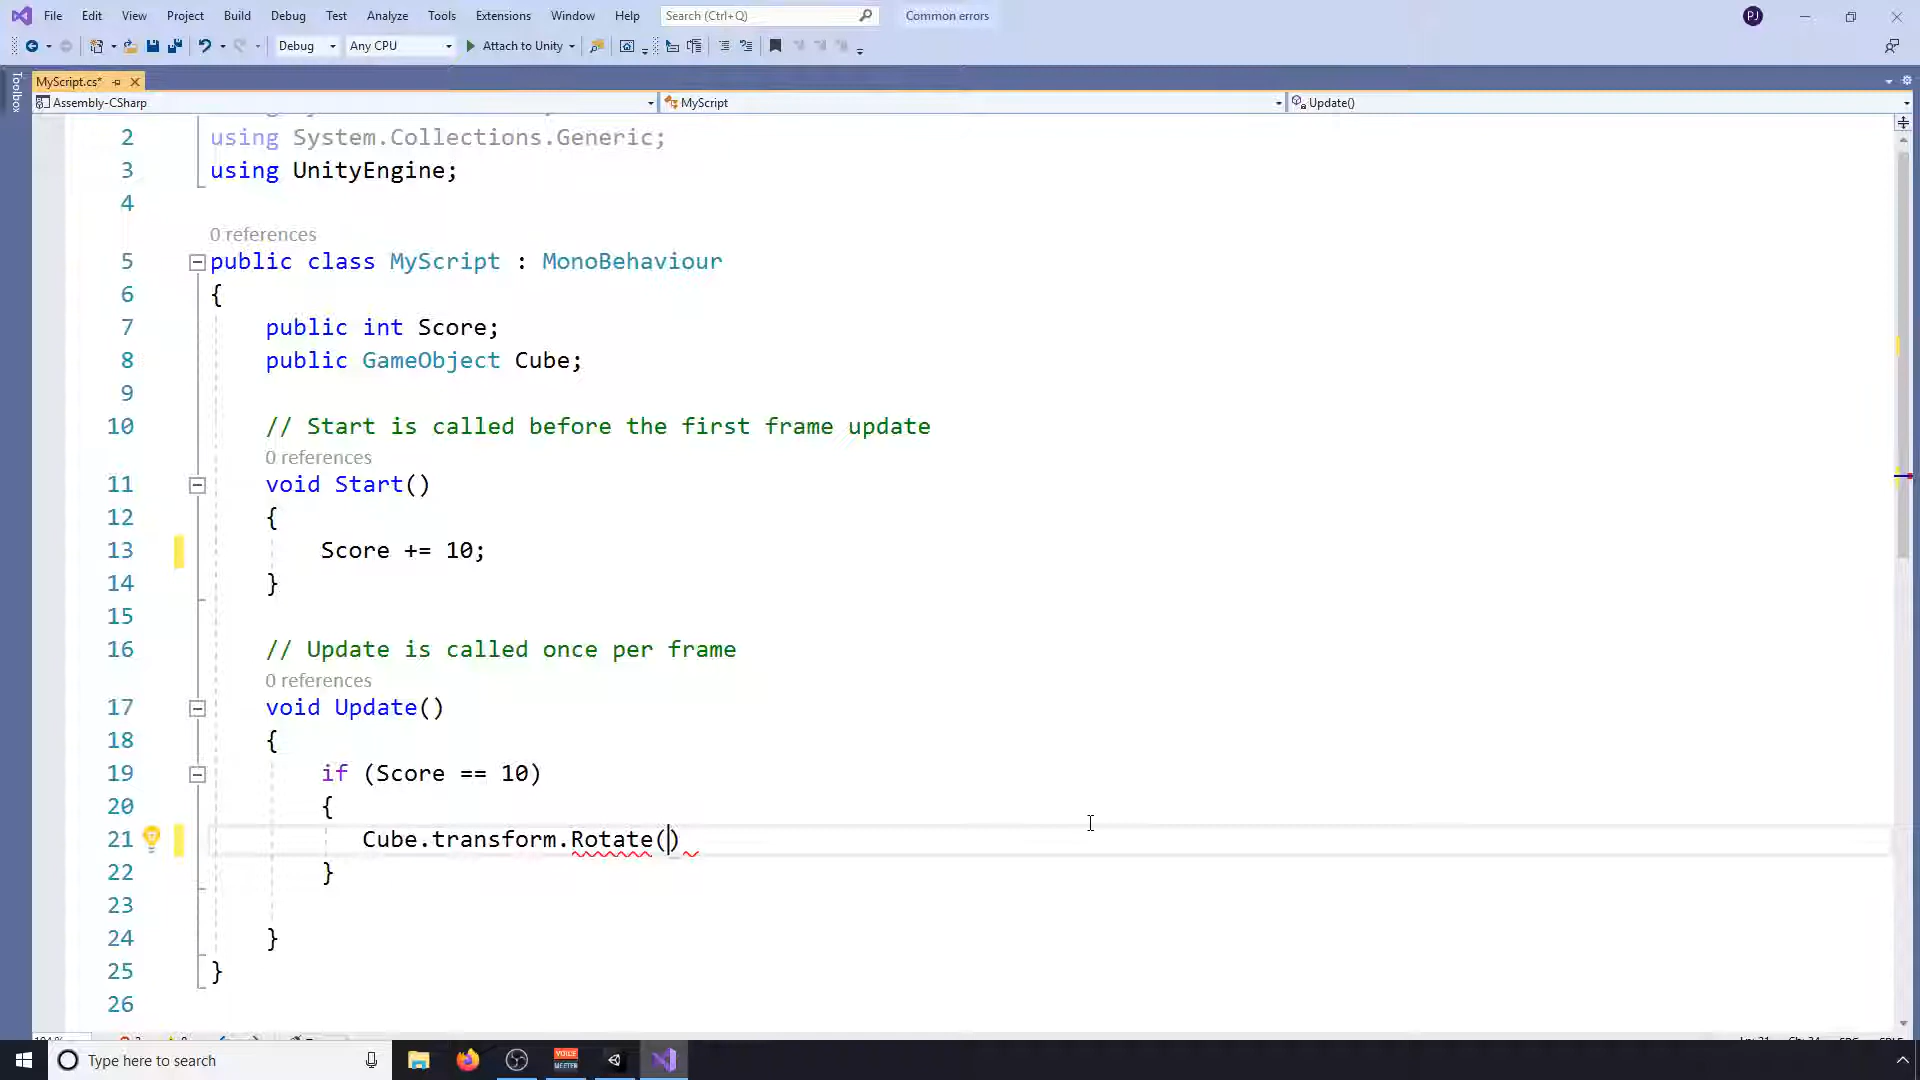 File Edit View Project Build Debug Test Analyze Tools Extensions Window Help Search (Ctrl+Q) Common errors PJ
Debug Any CPU Attach to Unity
MyScript.cs*
Toolbox
Assembly-CSharp MyScript Update()
2 using System.Collections.Generic;
3 using UnityEngine;
4
0 references
5 public class MyScript : MonoBehaviour
6 {
7 public int Score;
8 public GameObject Cube;
9
10 // Start is called before the first frame update
0 references
11 void Start()
12 {
13 Score += 10;
14 }
15
16 // Update is called once per frame
0 references
17 void Update()
18 {
19 if (Score == 10)
20 {
21 Cube.transform.Rotate()
22 }
23
24 }
25 }
26
Type here to search
VOICE
MEETER